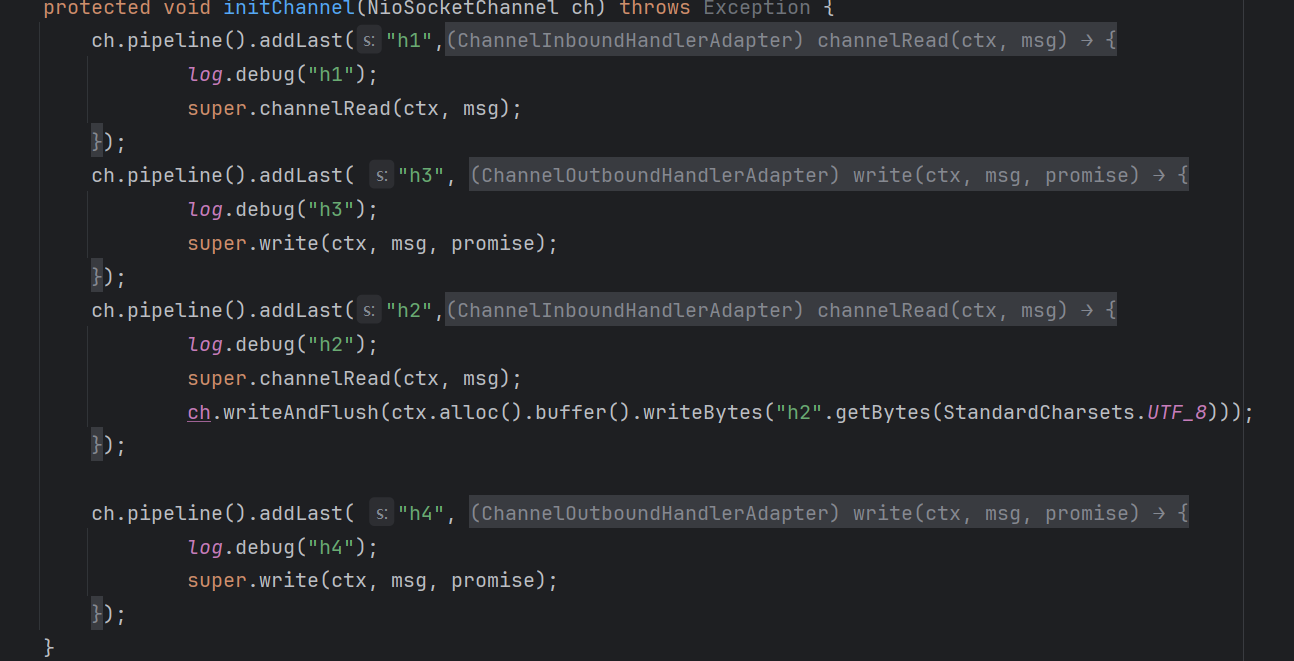 protected void initChannel(NioSocketChannel ch) throws Exception {
ch.pipeline().addLast( s: "h1",(ChannelInboundHandlerAdapter) channelRead(ctx, msg) → {
log.debug("h1");
super.channelRead(ctx, msg);
});
ch.pipeline().addLast( s: "h3", (ChannelOutboundHandlerAdapter) write(ctx, msg, promise) → {
log.debug("h3");
super.write(ctx, msg, promise);
});
ch.pipeline().addLast( s: "h2",(ChannelInboundHandlerAdapter) channelRead(ctx, msg) → {
log.debug("h2");
super.channelRead(ctx, msg);
ch.writeAndFlush(ctx.alloc().buffer().writeBytes("h2".getBytes(StandardCharsets.UTF_8)));
});
ch.pipeline().addLast( s: "h4", (ChannelOutboundHandlerAdapter) write(ctx, msg, promise) → {
log.debug("h4");
super.write(ctx, msg, promise);
});
}